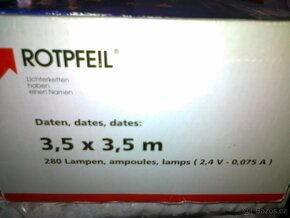 ROTPFEIL®
Lichterketten
haben
einen Namen
Daten, dates, dates:
3,5 x 3,5 m
280 Lampen, ampoules, lamps ( 2,4 V - 0,075 A )